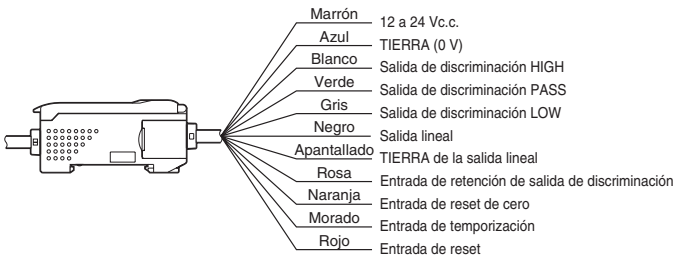 Marrón 12 a 24 Vc.c.
Azul TIERRA (0 V)
Blanco Salida de discriminación HIGH
Verde Salida de discriminación PASS
Gris Salida de discriminación LOW
Negro Salida lineal
Apantallado TIERRA de la salida lineal
Rosa Entrada de retención de salida de discriminación
Naranja Entrada de reset de cero
Morado Entrada de temporización
Rojo Entrada de reset